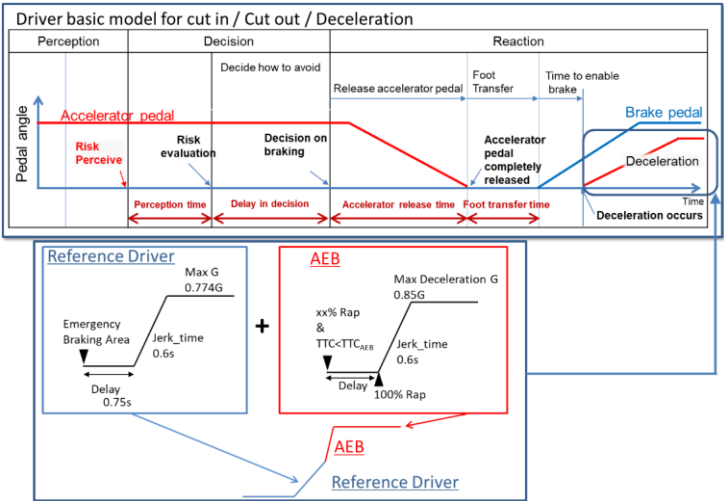 Driver basic model for cut in / Cut out / Deceleration
Perception
Decision
Reaction
Decide how to avoid
Release accelerator pedal
Foot
Transfer
Time to enable
brake
Pedal angle
Accelerator pedal
Brake pedal
Risk
Perceive
Risk
evaluation
Decision on
braking
Accelerator
pedal
completely
released
Deceleration
Time
Perception time
Delay in decision
Accelerator release time
Foot transfer time
Deceleration occurs
Reference Driver
Max G
0.774G
Emergency
Braking Area
Jerk_time
0.6s
Delay
0.75s
+
AEB
Max Deceleration G
0.85G
xx% Rap
&
TTC<TTCAEB
Jerk_time
0.6s
Delay
100% Rap
AEB
Reference Driver